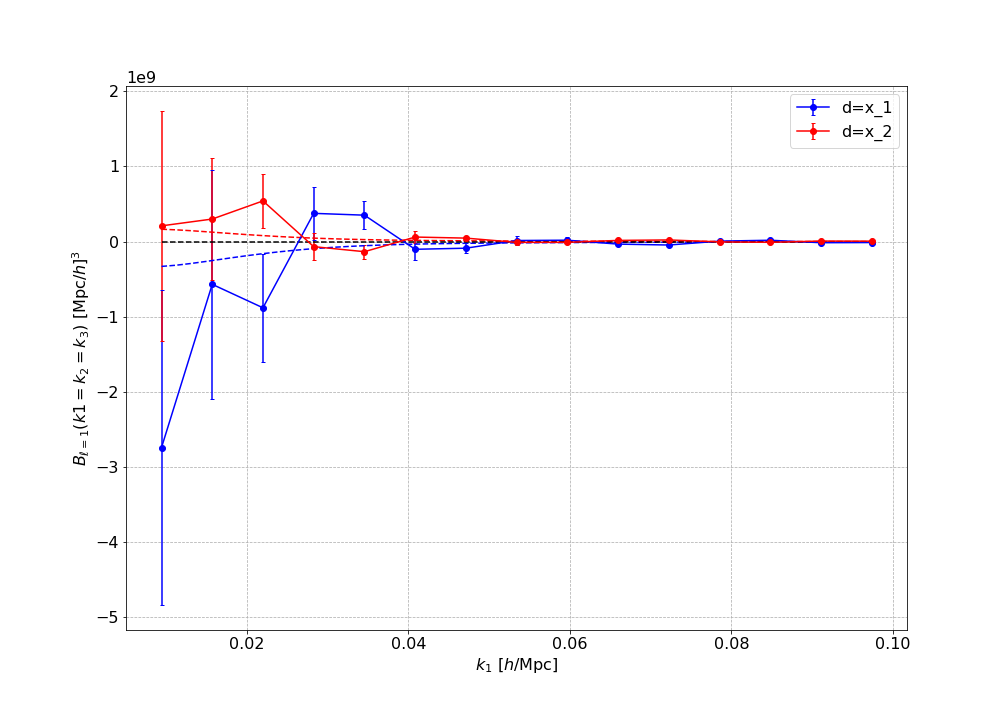 1e9
d=x_1
d=x_2
2
1
0
−1
−2
−3
−4
−5
$B_{\ell=1}(k1 = k_2 = k_3)$ [Mpc/$h$]$^3$
0.02 0.04 0.06 0.08 0.10
$k_1$ [$h$/Mpc]